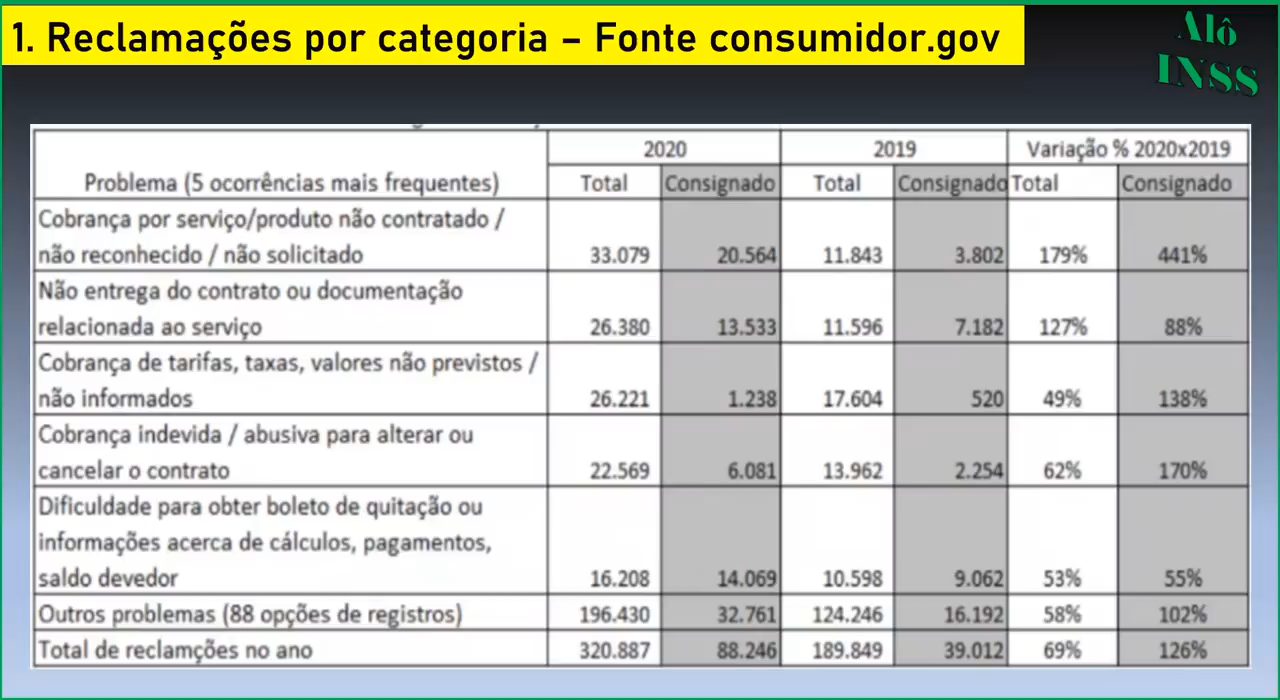 1. Reclamações por categoria – Fonte consumidor.gov
Alô
INSS
2020 2019 Variação % 2020x2019
Problema (5 ocorrências mais frequentes) Total Consignado Total Consignado Total Consignado
Cobrança por serviço/produto não contratado /
não reconhecido / não solicitado 33.079 20.564 11.843 3.802 179% 441%
Não entrega do contrato ou documentação
relacionada ao serviço 26.380 13.533 11.596 7.182 127% 88%
Cobrança de tarifas, taxas, valores não previstos /
não informados 26.221 1.238 17.604 520 49% 138%
Cobrança indevida / abusiva para alterar ou
cancelar o contrato 22.569 6.081 13.962 2.254 62% 170%
Dificuldade para obter boleto de quitação ou
informações acerca de cálculos, pagamentos,
saldo devedor 16.208 14.069 10.598 9.062 53% 55%
Outros problemas (88 opções de registros) 196.430 32.761 124.246 16.192 58% 102%
Total de reclamções no ano 320.887 88.246 189.849 39.012 69% 126%